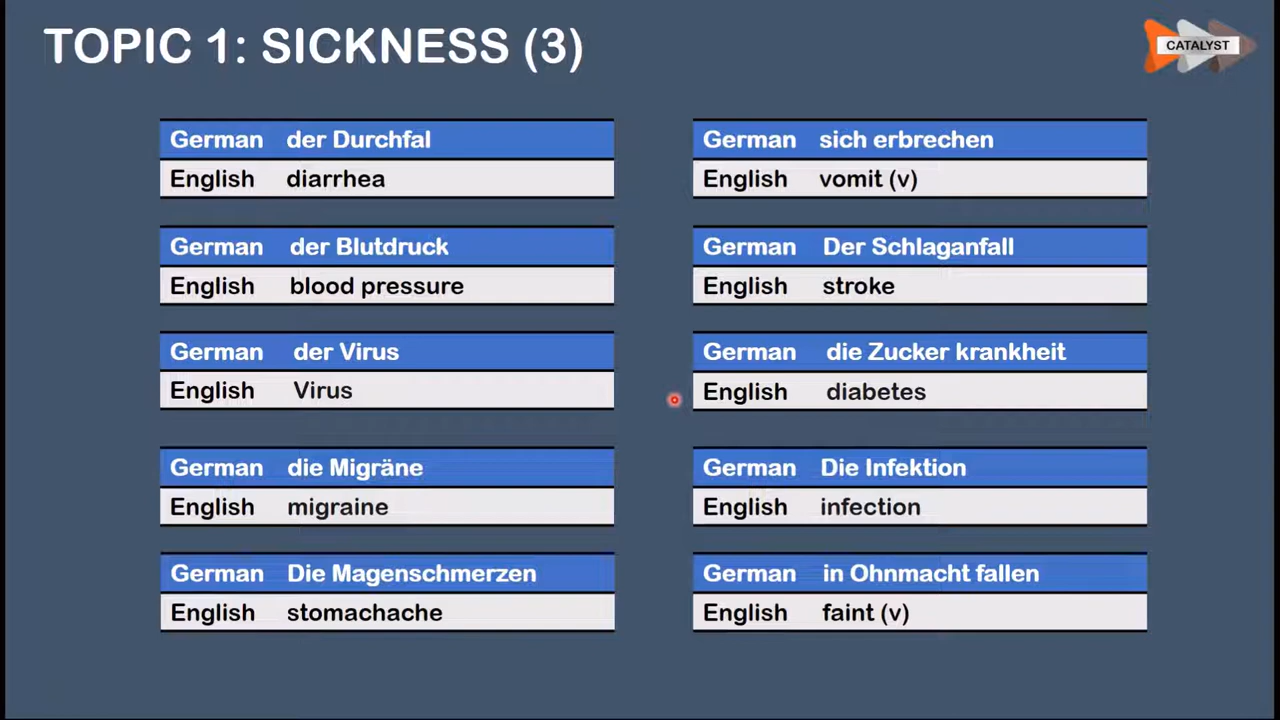 TOPIC 1: SICKNESS (3)
CATALYST
German der Durchfal
English diarrhea
German sich erbrechen
English vomit (v)
German der Blutdruck
English blood pressure
German Der Schlaganfall
English stroke
German der Virus
English Virus
German die Zucker krankheit
English diabetes
German die Migräne
English migraine
German Die Infektion
English infection
German Die Magenschmerzen
English stomachache
German in Ohnmacht fallen
English faint (v)